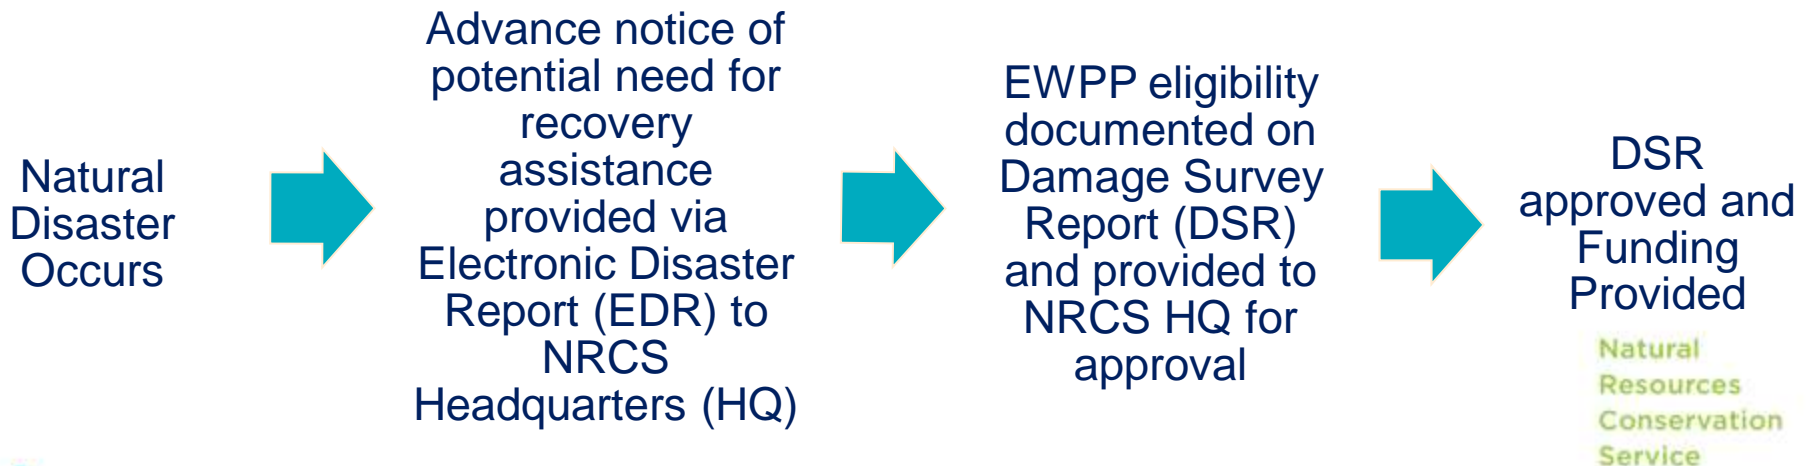 Natural
Disaster
Occurs
Advance notice of
potential need for
recovery
assistance
provided via
Electronic Disaster
Report (EDR) to
NRCS
Headquarters (HQ)
EWPP eligibility
documented on
Damage Survey
Report (DSR)
and provided to
NRCS HQ for
approval
DSR
approved and
Funding
Provided
Natural
Resources
Conservation
Service